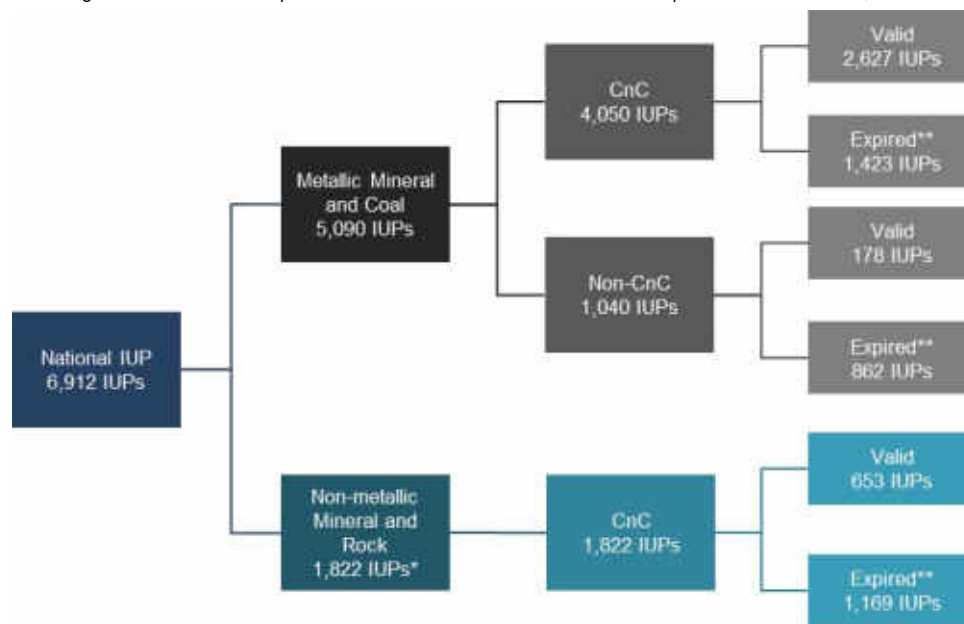 National IUP
6,912 IUPs
Metallic Mineral
and Coal
5,090 IUPs
CnC
4,050 IUPs
Valid
2,627 IUPs
Expired**
1,423 IUPs
Non-CnC
1,040 IUPs
Valid
178 IUPs
Expired**
862 IUPs
Non-metallic
Mineral and
Rock
1,822 IUPs*
CnC
1,822 IUPs
Valid
653 IUPs
Expired**
1,169 IUPs